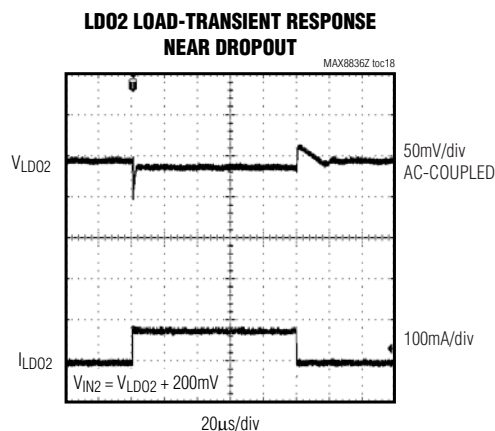 LDO2 LOAD-TRANSIENT RESPONSE
NEAR DROPOUT
MAX8836Z toc18
VLDO2
50mV/div
AC-COUPLED
ILDO2
100mA/div
VIN2 = VLDO2 + 200mV
20μs/div